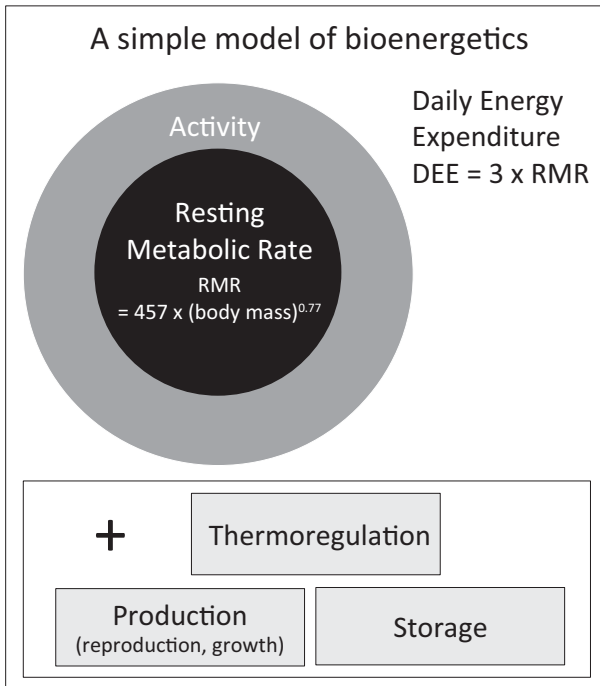 A simple model of bioenergetics
Activity
Daily Energy
Expenditure
DEE = 3 x RMR
Resting
Metabolic Rate
RMR
= 457 x (body mass)^0.77
+
Thermoregulation
Production
(reproduction, growth)
Storage